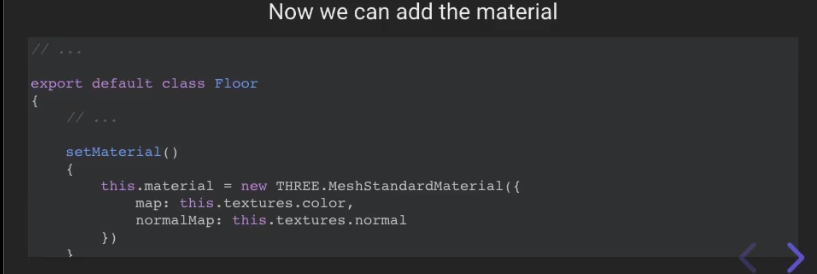 Now we can add the material
// ...
export default class Floor
{
// ...
setMaterial()
{
this.material = new THREE.MeshStandardMaterial({
map: this.textures.color,
normalMap: this.textures.normal
})
}